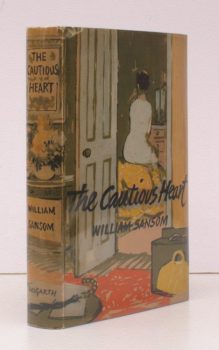 THE
CAUTIOUS
HEART
WILLIAM
SANSOM
HOGARTH
The Cautious Heart
WILLIAM SANSOM